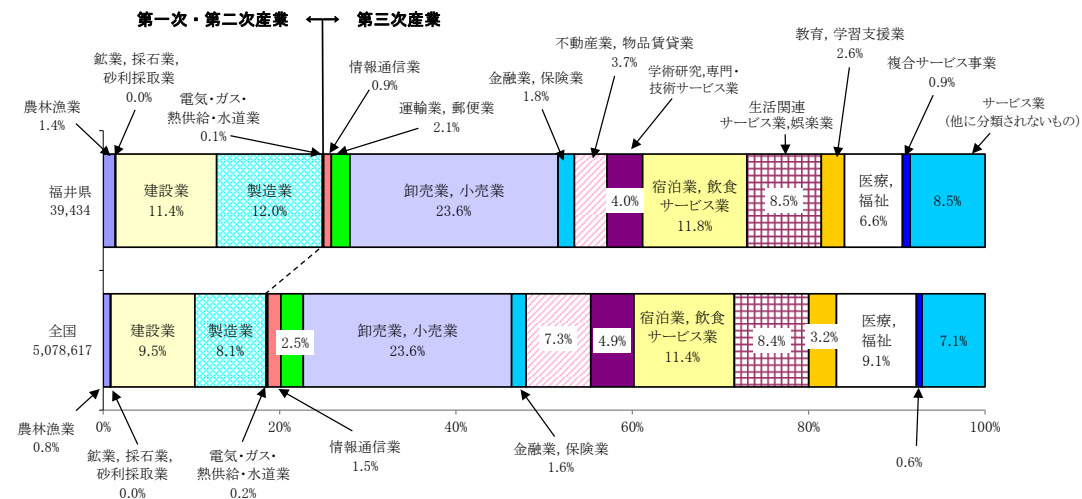 第一次・第二次産業
第三次産業
鉱業, 採石業,
砂利採取業
0.0%
農林漁業
1.4%
電気・ガス・
熱供給・水道業
0.1%
情報通信業
0.9%
運輸業, 郵便業
2.1%
金融業, 保険業
1.8%
不動産業, 物品賃貸業
3.7%
学術研究,専門・
技術サービス業
生活関連
サービス業,娯楽業
教育, 学習支援業
2.6%
複合サービス事業
0.9%
サービス業
(他に分類されないもの)
福井県
39,434
建設業
11.4%
製造業
12.0%
卸売業, 小売業
23.6%
4.0%
宿泊業, 飲食
サービス業
11.8%
8.5%
医療,
福祉
6.6%
8.5%
全国
5,078,617
建設業
9.5%
製造業
8.1%
2.5%
卸売業, 小売業
23.6%
7.3%
4.9%
宿泊業, 飲食
サービス業
11.4%
8.4%
3.2%
医療,
福祉
9.1%
7.1%
0%
20%
40%
60%
80%
100%
農林漁業
0.8%
鉱業, 採石業,
砂利採取業
0.0%
電気・ガス・
熱供給・水道業
0.2%
情報通信業
1.5%
金融業, 保険業
1.6%
0.6%